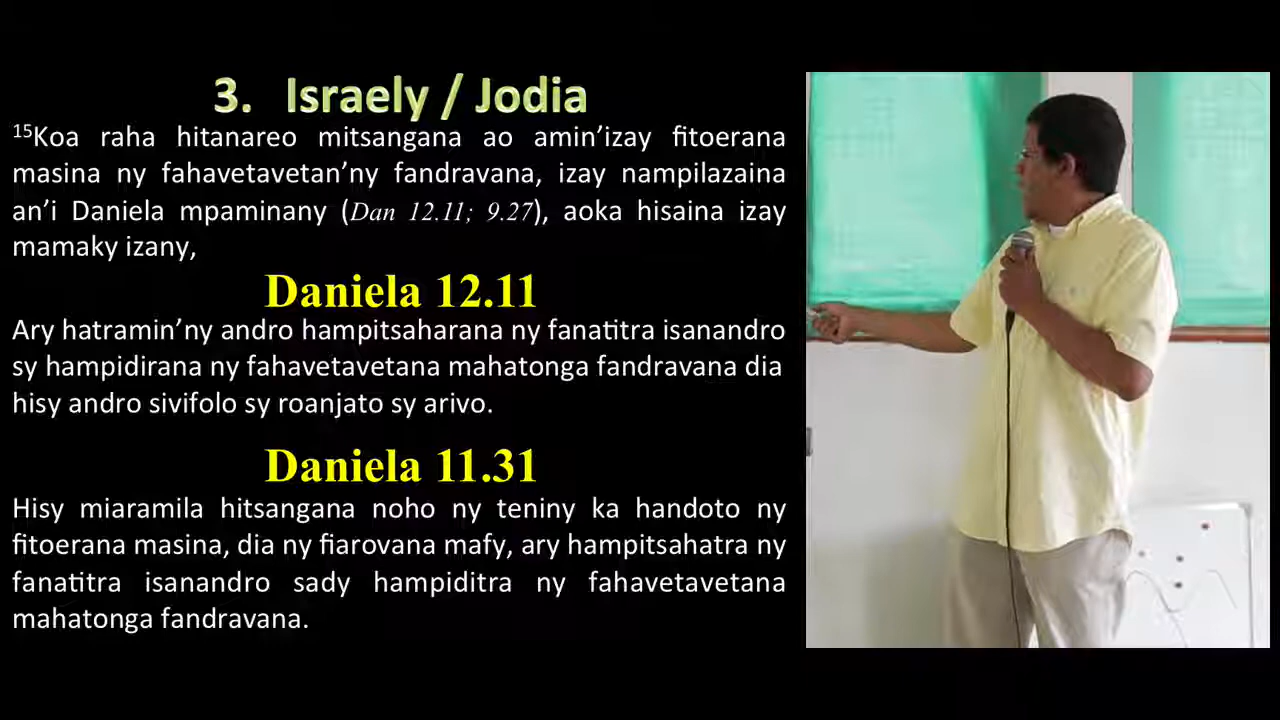 3. Israely / Jodia
15Koa raha hitanareo mitsangana ao amin’izay fitoerana
masina ny fahavetavetan’ny fandravana, izay nampilazaina
an’i Daniela mpaminany (Dan 12.11; 9.27), aoka hisaina izay
mamaky izany,
Daniela 12.11
Ary hatramin’ny andro hampitsaharana ny fanatitra isanandro
sy hampidirana ny fahavetavetana mahatonga fandravana dia
hisy andro sivifolo sy roanjato sy arivo.
Daniela 11.31
Hisy miaramila hitsangana noho ny teniny ka handoto ny
fitoerana masina, dia ny fiarovana mafy, ary hampitsahatra ny
fanatitra isanandro sady hampiditra ny fahavetavetana
mahatonga fandravana.